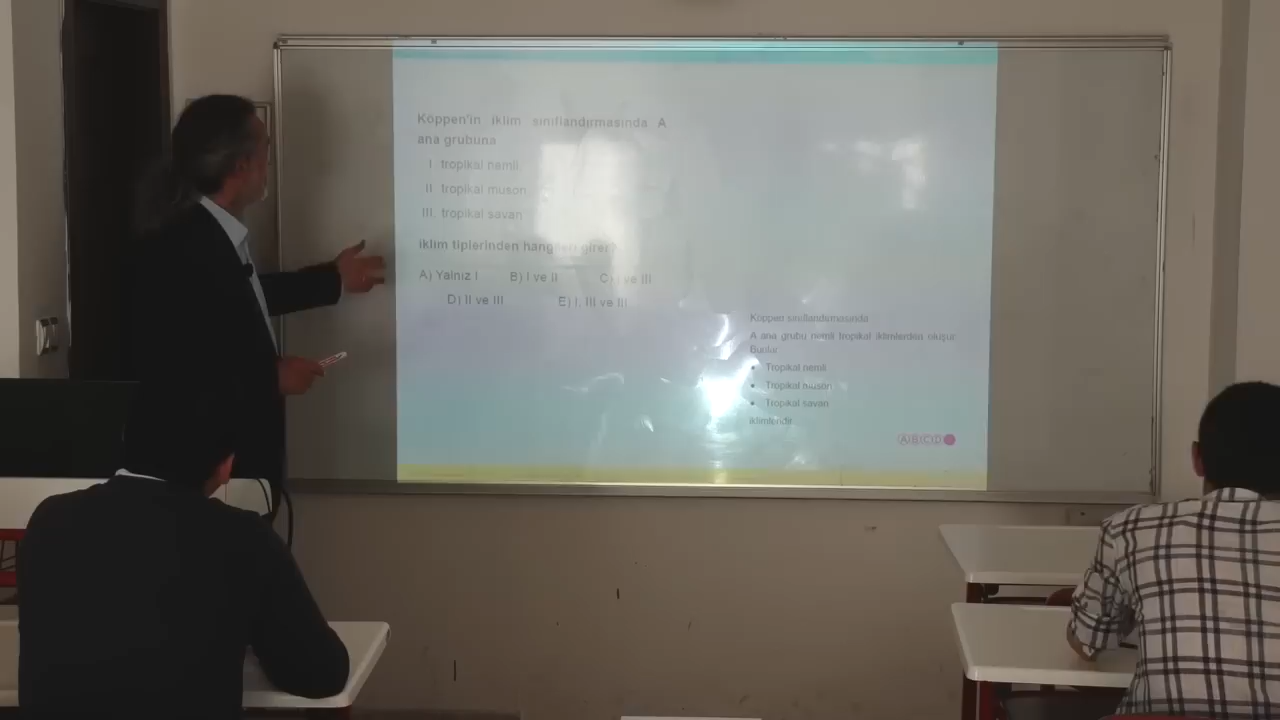 Köppen'in iklim sınıflandırmasında A
ana grubuna
I. tropikal nemli,
II. tropikal muson,
III. tropikal savan
iklim tiplerinden girer?
A) Yalnız I B) I ve II C) I ve III
D) II ve III E) I, III ve III
Köppen sınıflandırmasında
A ana grubu nemli tropikal iklimlerden oluşur.
Bunlar
• Tropikal nemli
• Tropikal muson
• Tropikal savan
iklimleridir.
A B C D